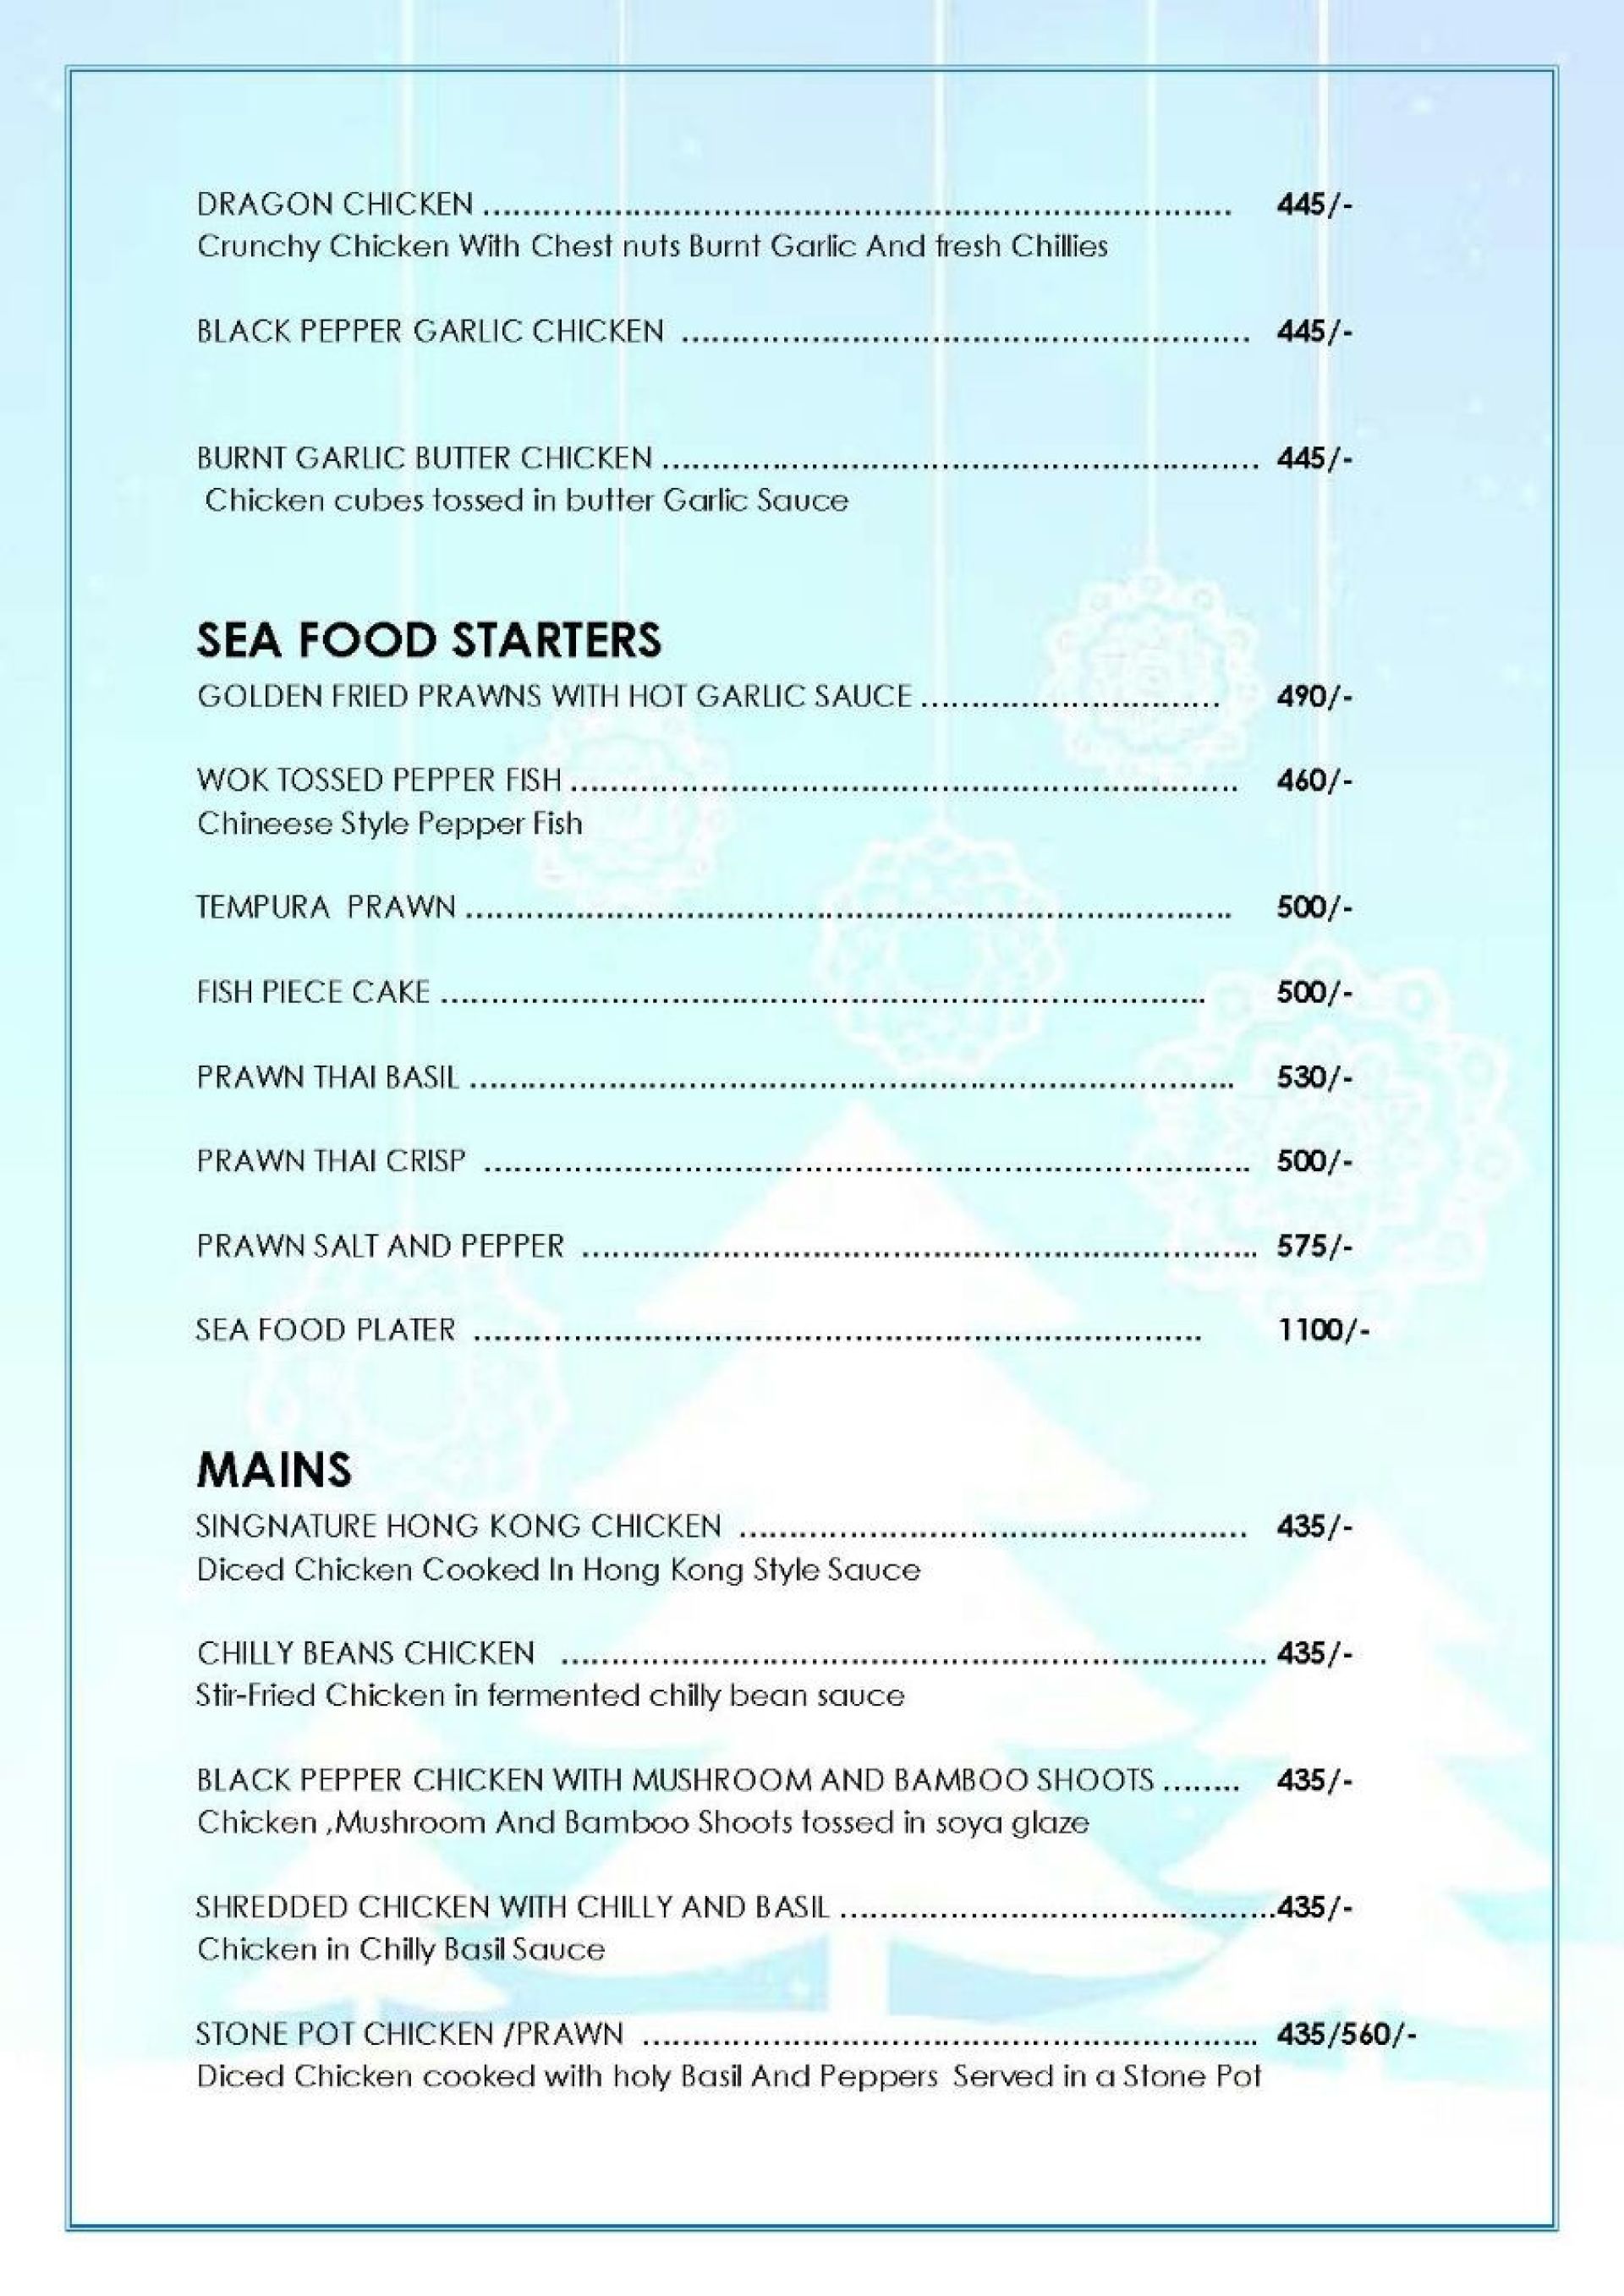 DRAGON CHICKEN ........................................................................... 445/-
Crunchy Chicken With Chest nuts Burnt Garlic And fresh Chillies
BLACK PEPPER GARLIC CHICKEN ......................................................... 445/-
BURNT GARLIC BUTTER CHICKEN ............................................................ 445/-
Chicken cubes tossed in butter Garlic Sauce
SEA FOOD STARTERS
GOLDEN FRIED PRAWNS WITH HOT GARLIC SAUCE .............................. 490/-
WOK TOSSED PEPPER FISH ................................................................... 460/-
Chineese Style Pepper Fish
TEMPURA PRAWN ............................................................................. 500/-
FISH PIECE CAKE ............................................................................. 500/-
PRAWN THAI BASIL ............................................................................. 530/-
PRAWN THAI CRISP ............................................................................. 500/-
PRAWN SALT AND PEPPER .................................................................... 575/-
SEA FOOD PLATER ......................................................................... 1100/-
MAINS
SINGNATURE HONG KONG CHICKEN ................................................... 435/-
Diced Chicken Cooked In Hong Kong Style Sauce
CHILLY BEANS CHICKEN ....................................................................... 435/-
Stir-Fried Chicken in fermented chilly bean sauce
BLACK PEPPER CHICKEN WITH MUSHROOM AND BAMBOO SHOOTS ........ 435/-
Chicken ,Mushroom And Bamboo Shoots tossed in soya glaze
SHREDDED CHICKEN WITH CHILLY AND BASIL ............................................435/-
Chicken in Chilly Basil Sauce
STONE POT CHICKEN /PRAWN .............................................................. 435/560/-
Diced Chicken cooked with holy Basil And Peppers Served in a Stone Pot